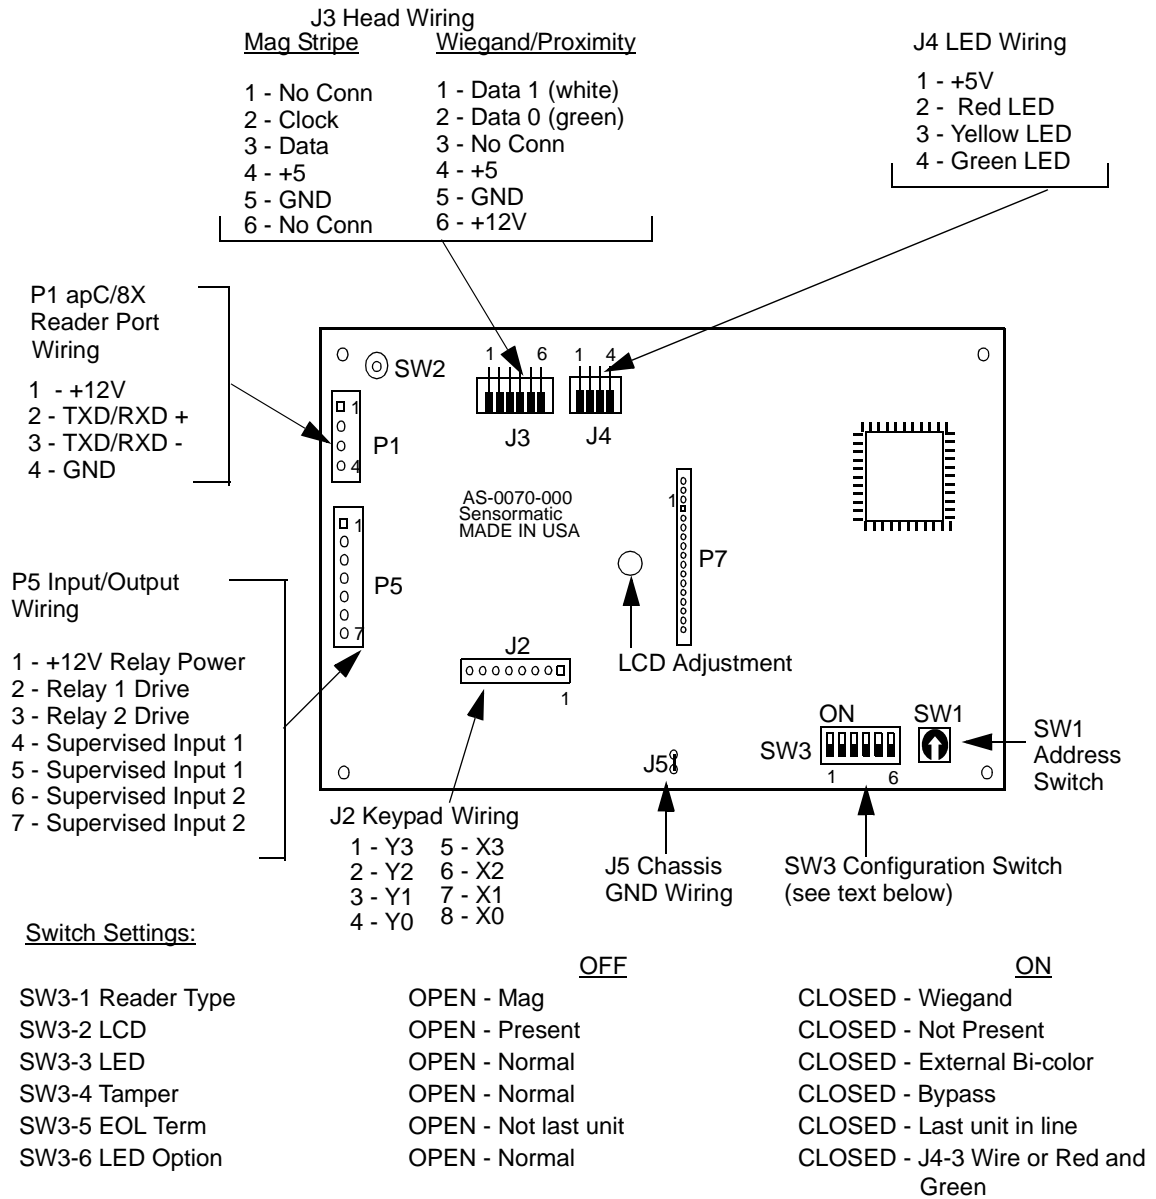 J3 Head Wiring
Mag Stripe
1 - No Conn
2 - Clock
3 - Data
4 - +5
5 - GND
6 - No Conn
Wiegand/Proximity
1 - Data 1 (white)
2 - Data 0 (green)
3 - No Conn
4 - +5
5 - GND
6 - +12V
J4 LED Wiring
1 - +5V
2 - Red LED
3 - Yellow LED
4 - Green LED
P1 apC/8X
Reader Port
Wiring
1 - +12V
2 - TXD/RXD +
3 - TXD/RXD -
4 - GND
SW2
1 6
J3
1 4
J4
1
P1
4
AS-0070-000
Sensormatic
MADE IN USA
1
P7
1
P5
7
P5 Input/Output
Wiring
1 - +12V Relay Power
2 - Relay 1 Drive
3 - Relay 2 Drive
4 - Supervised Input 1
5 - Supervised Input 1
6 - Supervised Input 2
7 - Supervised Input 2
J2
1
LCD Adjustment
ON
SW3
1 6
SW1
SW1
Address
Switch
J5
1
J2 Keypad Wiring
1 - Y3
2 - Y2
3 - Y1
4 - Y0
5 - X3
6 - X2
7 - X1
8 - X0
J5 Chassis
GND Wiring
SW3 Configuration Switch
(see text below)
Switch Settings:
OFF ON
SW3-1 Reader Type OPEN - Mag CLOSED - Wiegand
SW3-2 LCD OPEN - Present CLOSED - Not Present
SW3-3 LED OPEN - Normal CLOSED - External Bi-color
SW3-4 Tamper OPEN - Normal CLOSED - Bypass
SW3-5 EOL Term OPEN - Not last unit CLOSED - Last unit in line
SW3-6 LED Option OPEN - Normal CLOSED - J4-3 Wire or Red and
Green